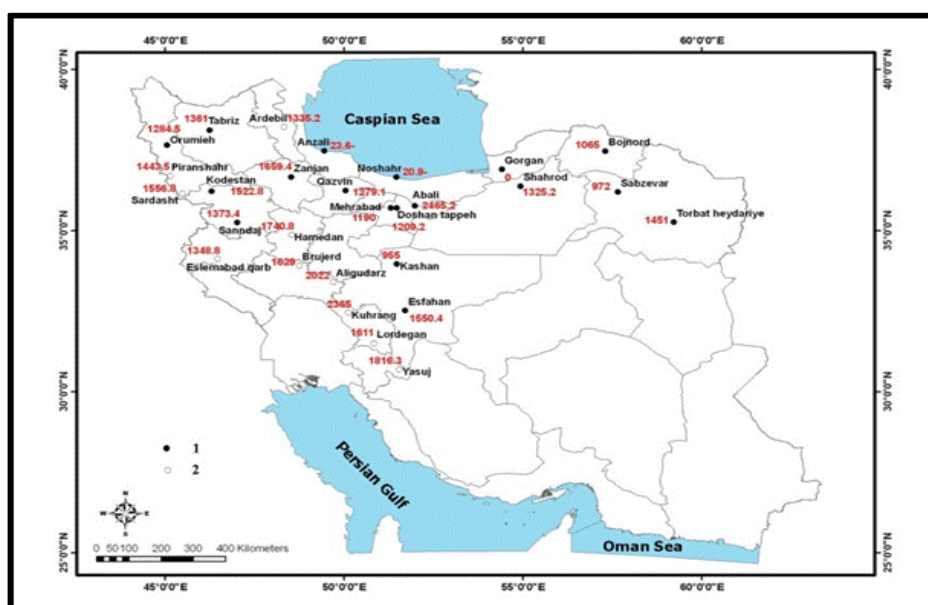 45°0'0"E 50°0'0"E 55°0'0"E 60°0'0"E
40°0'0"N 40°0'0"N
Caspian Sea
1361 Tabriz Ardebil 1335.2
1284.5 Orumieh
Anzali 23.6-
1065 Bojnord
1443.5 Piranshahr
1659.4 Zanjan
Noshahr 20.9-
Gorgan
0
Shahrod
1325.2
1556.8 Kodestan
1522.8
Sardasht
Qazvin
1279.1
Abali
2465.2
972 Sabzevar
Mehrabad
1190
Doshan tappeh
1209.2
1451 Torbat heydariye
35°0'0"N 35°0'0"N
1373.4
Sanndaj
1740.8
Hamedan
1348.8
Eslemabad qarb
1629 Brujerd
2022 Aligudarz
955
Kashan
2365
Kuhrang
Esfahan
1550.4
1611 Lordegan
1816.3
Yasuj
30°0'0"N 30°0'0"N
Persian Gulf
1
2
N
W E
S
0 50 100 200 300 400 Kilometers
Oman Sea
25°0'0"N 25°0'0"N
45°0'0"E 50°0'0"E 55°0'0"E 60°0'0"E